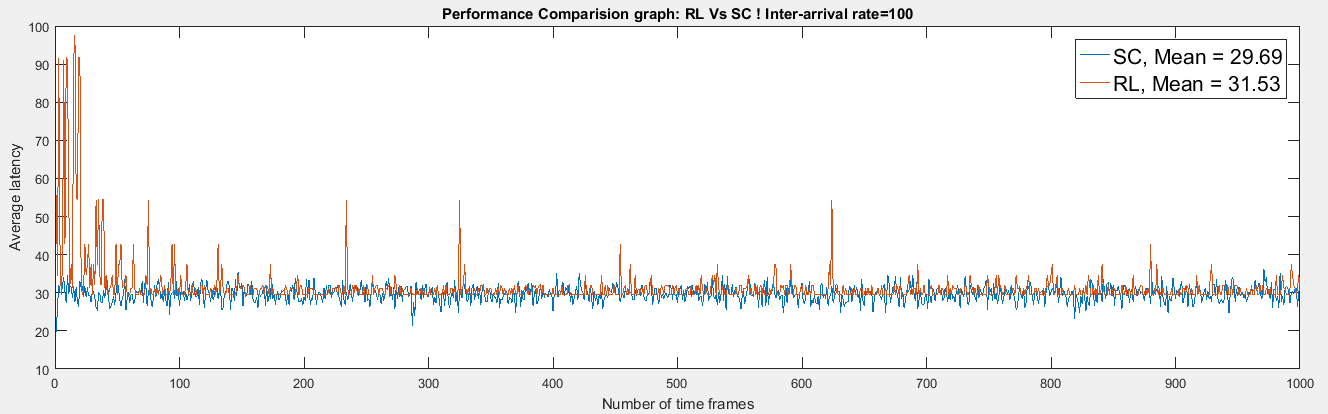 Performance Comparision graph: RL Vs SC ! Inter-arrival rate=100
SC, Mean = 29.69
RL, Mean = 31.53
Average latency
100
90
80
70
60
50
40
30
20
10
0 100 200 300 400 500 600 700 800 900 1000
Number of time frames